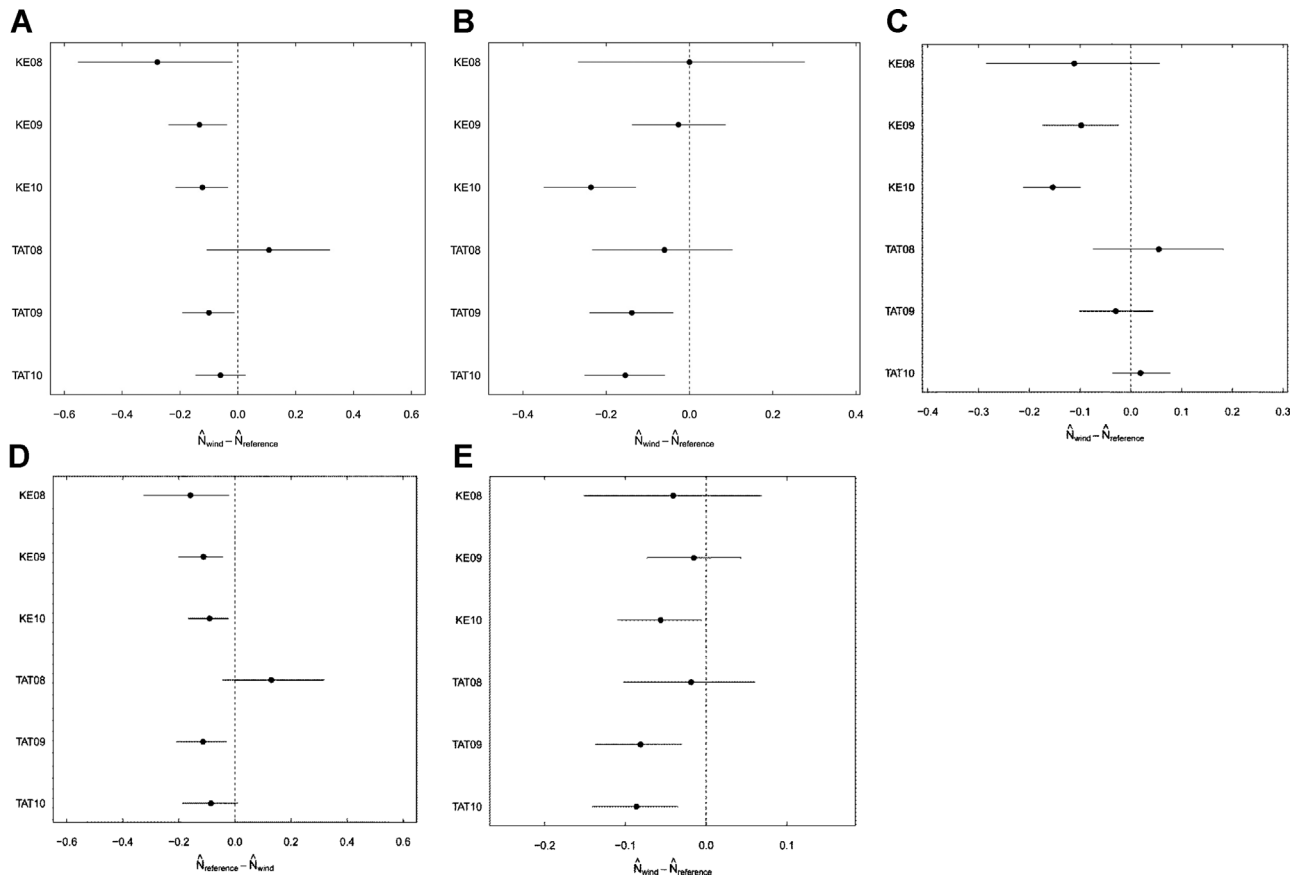 A
KE08
KE09
KE10
TAT08
TAT09
TAT10
−0.6 −0.4 −0.2 0.0 0.2 0.4 0.6
N̂wind − N̂reference
B
KE08
KE09
KE10
TAT08
TAT09
TAT10
−0.4 −0.2 0.0 0.2 0.4
N̂wind − N̂reference
C
KE08
KE09
KE10
TAT08
TAT09
TAT10
−0.4 −0.3 −0.2 −0.1 0.0 0.1 0.2 0.3
N̂wind − N̂reference
D
KE08
KE09
KE10
TAT08
TAT09
TAT10
−0.6 −0.4 −0.2 0.0 0.2 0.4 0.6
N̂reference − N̂wind
E
KE08
KE09
KE10
TAT08
TAT09
TAT10
−0.2 −0.1 0.0 0.1
N̂wind − N̂reference